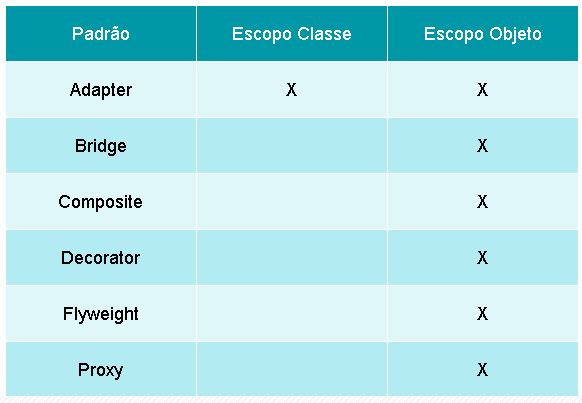 Padrão Escopo Classe Escopo Objeto
Adapter X X
Bridge X
Composite X
Decorator X
Flyweight X
Proxy X